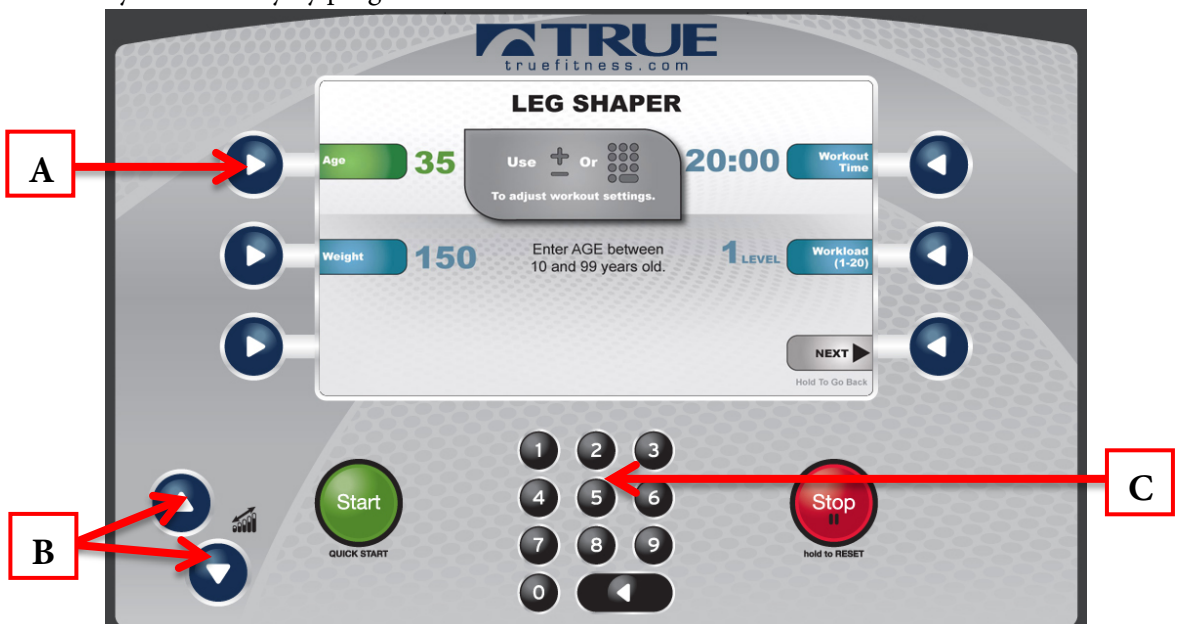 TRUE
truefitness.com
LEG SHAPER
A
Age
35
Use + - Or
To adjust workout settings.
20:00
Workout
Time
Weight
150
Enter AGE between
10 and 99 years old.
1 LEVEL
Workload
(1-20)
NEXT
Hold To Go Back
1 2 3
C
Start
4 5 6
Stop
B
QUICK START
7 8 9
hold to RESET
0